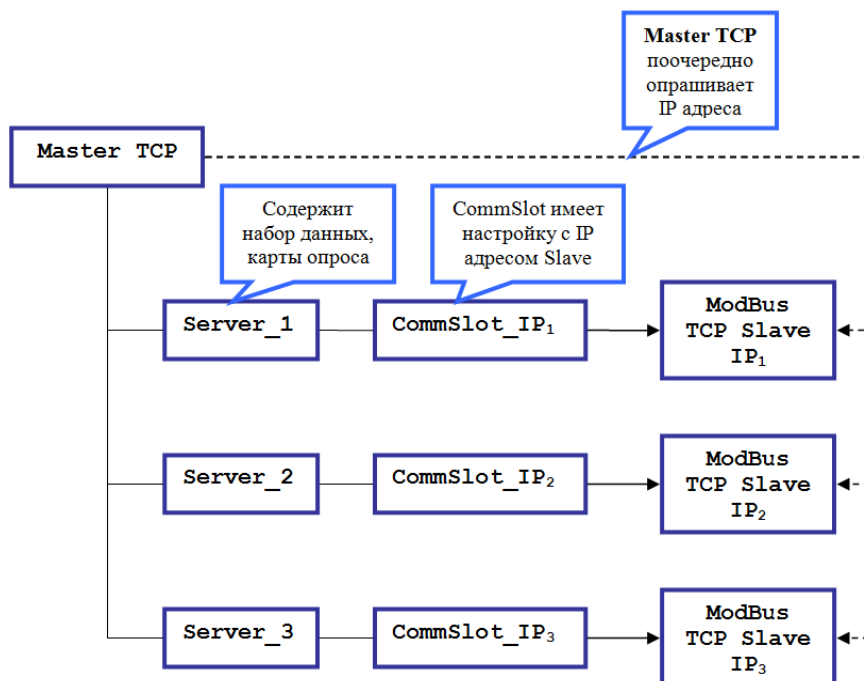 Master TCP
поочередно
опрашивает
IP адреса
Master TCP
Содержит
набор данных,
карты опроса
CommSlot имеет
настройку с IP
адресом Slave
Server_1
CommSlot_IP₁
ModBus
TCP Slave
IP₁
Server_2
CommSlot_IP₂
ModBus
TCP Slave
IP₂
Server_3
CommSlot_IP₃
ModBus
TCP Slave
IP₃